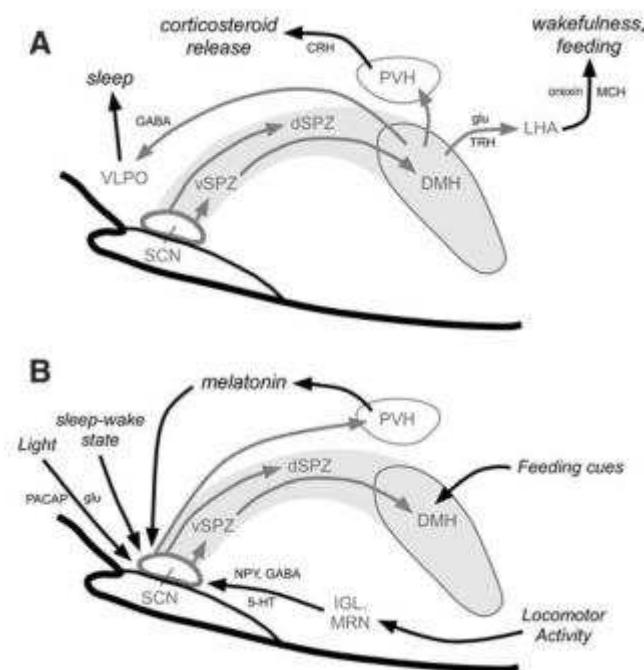 A
corticosteroid
release
CRH
wakefulness,
feeding
sleep
PVH
orexin
MCH
GABA
dSPZ
glu
TRH
LHA
VLPO
vSPZ
DMH
SCN
B
melatonin
sleep-wake
state
PVH
Light
dSPZ
Feeding cues
PACAP
glu
vSPZ
DMH
NPY, GABA
SCN
5-HT
IGL,
MRN
Locomotor
Activity